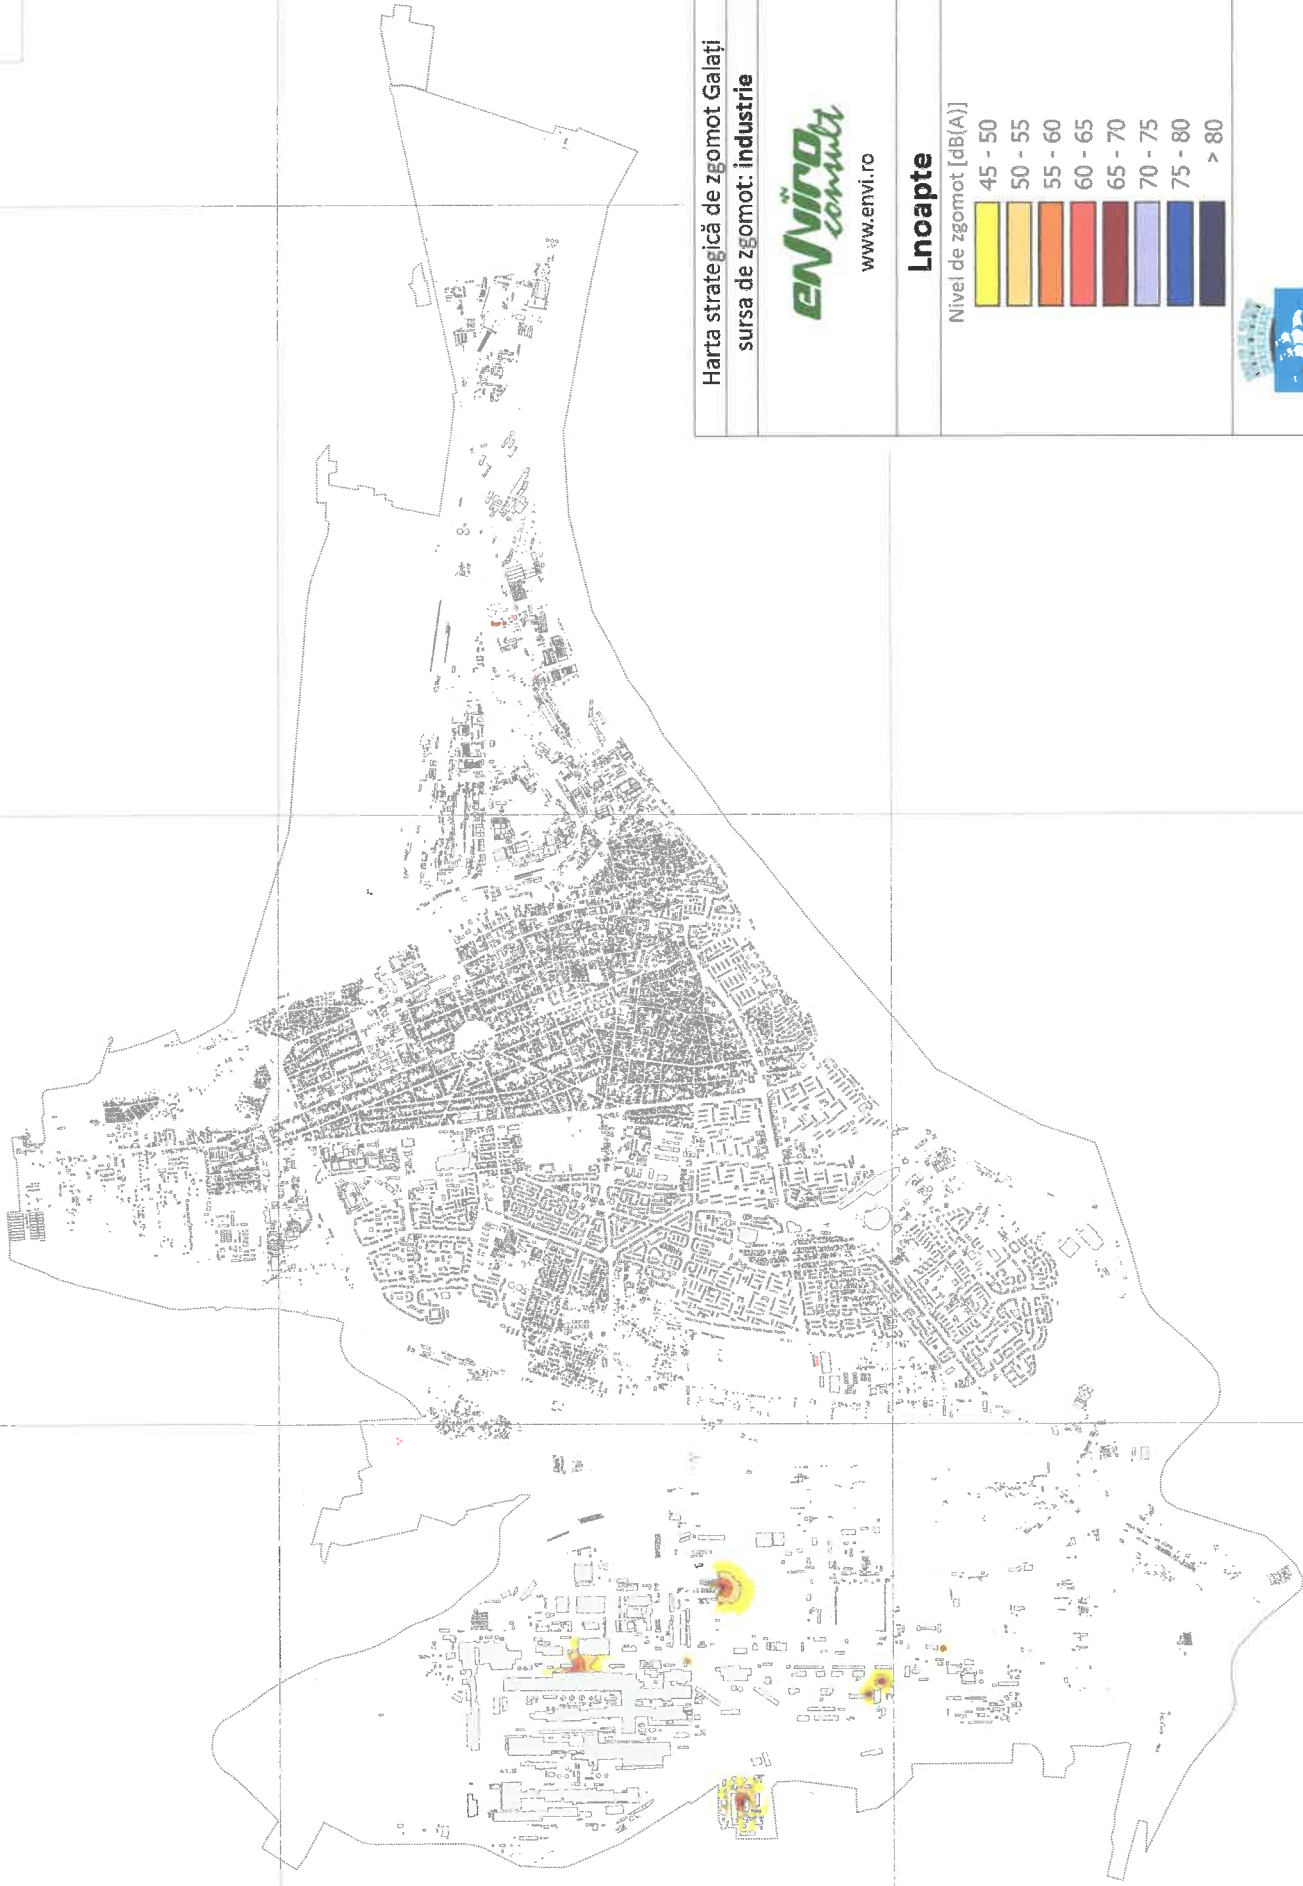 Harta strategică de zgomot Galați
sursa de zgomot: industrie
enviro
consult
www.envi.ro
Lnoapte
Nivel de zgomot [dB(A)]
45 - 50
50 - 55
55 - 60
60 - 65
65 - 70
70 - 75
75 - 80
> 80